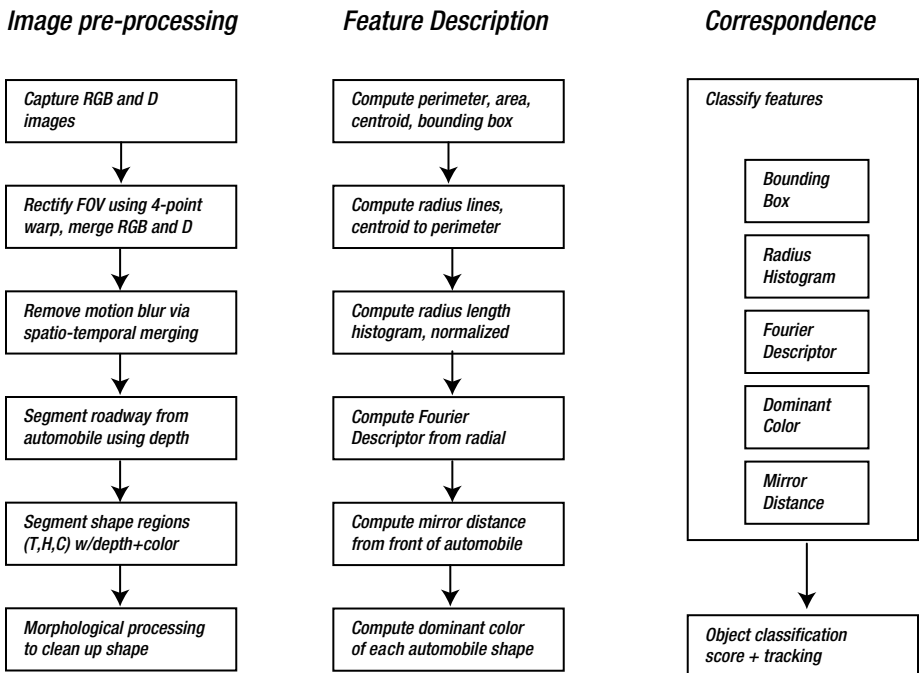 Image pre-processing
Capture RGB and D
images
Rectify FOV using 4-point
warp, merge RGB and D
Remove motion blur via
spatio-temporal merging
Segment roadway from
automobile using depth
Segment shape regions
(T,H,C) w/depth+color
Morphological processing
to clean up shape
Feature Description
Compute perimeter, area,
centroid, bounding box
Compute radius lines,
centroid to perimeter
Compute radius length
histogram, normalized
Compute Fourier
Descriptor from radial
Compute mirror distance
from front of automobile
Compute dominant color
of each automobile shape
Correspondence
Classify features
Bounding
Box
Radius
Histogram
Fourier
Descriptor
Dominant
Color
Mirror
Distance
Object classification
score + tracking